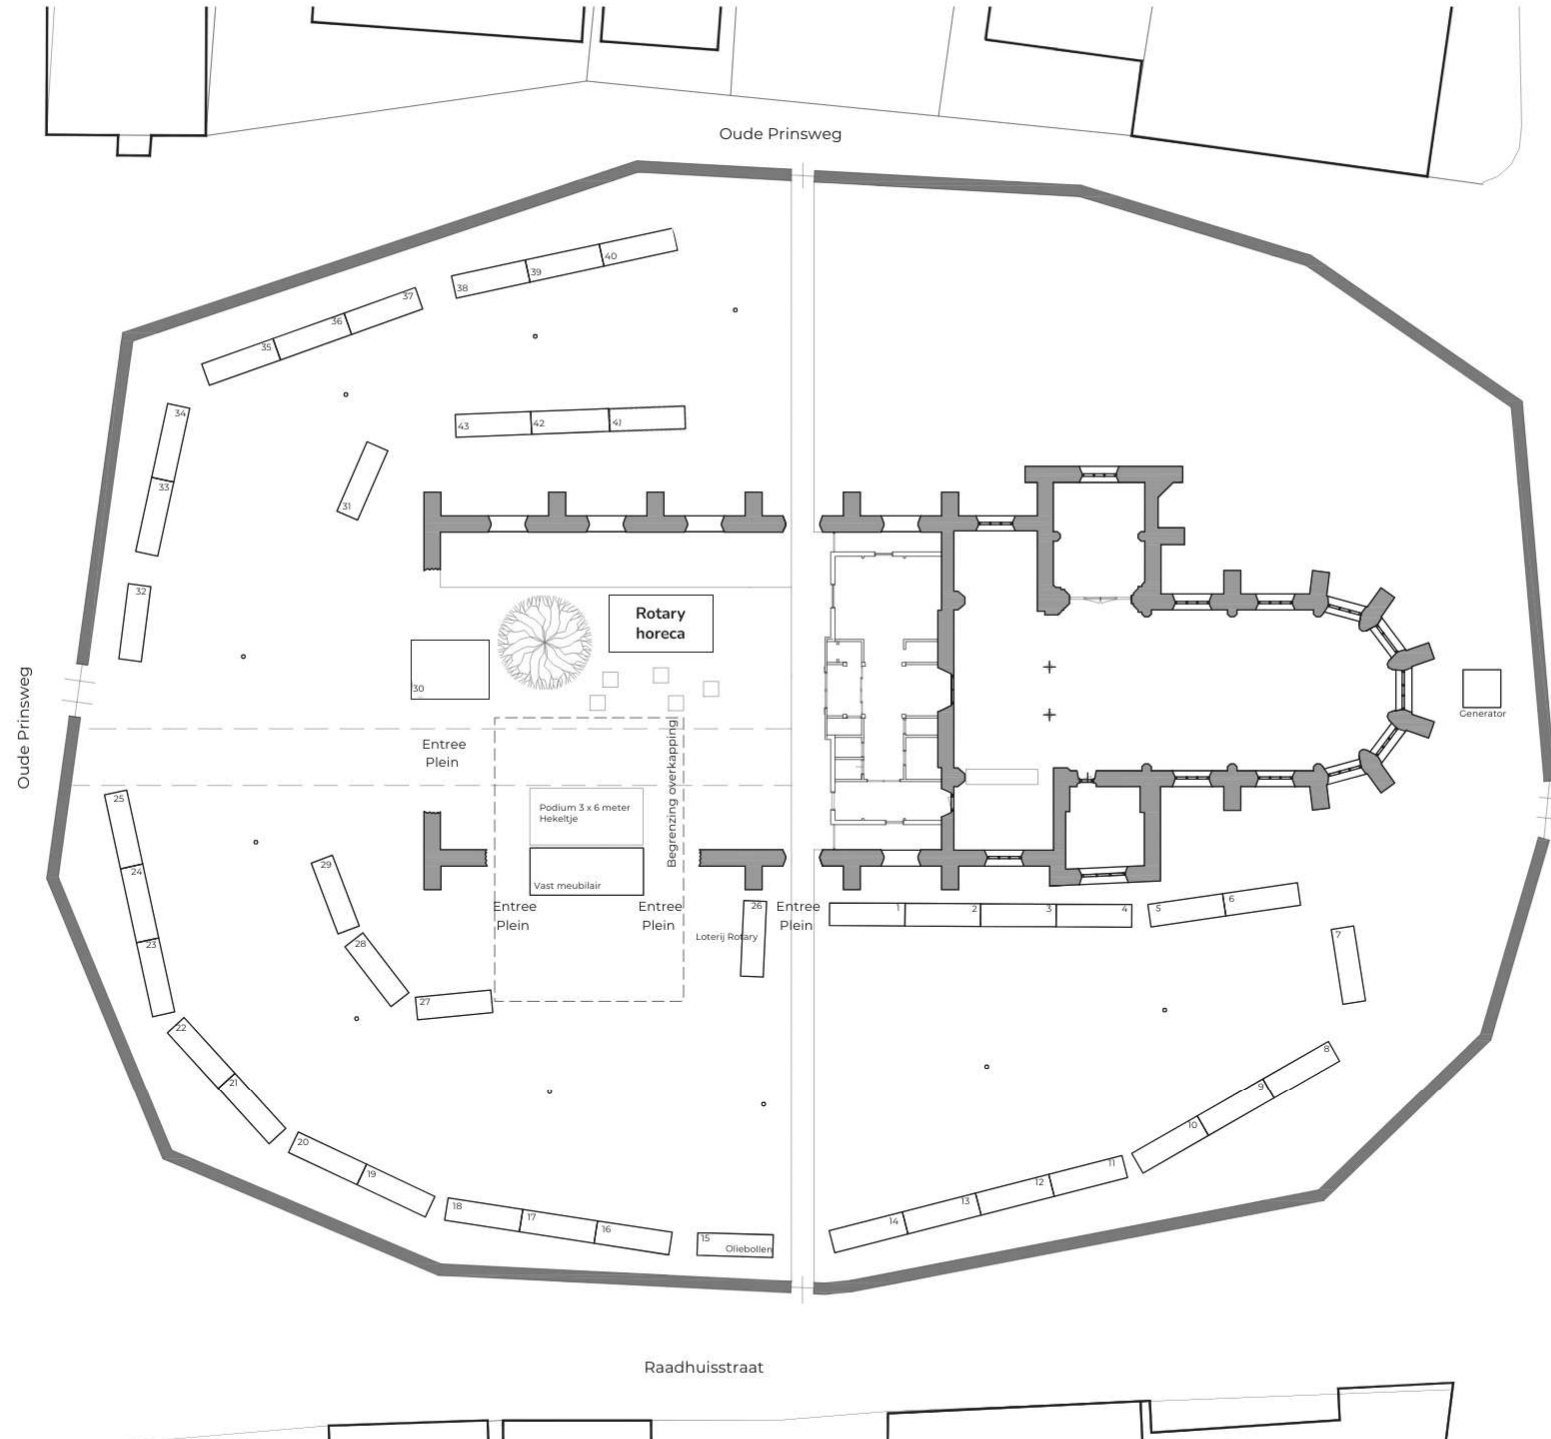 Oude Prinsweg
40
39
38
37
36
35
34
43
42
41
33
31
32
Rotary
horeca
30
Generator
Oude Prinsweg
Entree
Plein
Begrenzing overkapping
25
Podium 3 x 6 meter
Hekeltje
29
24
Vast meubilair
Entree
Plein
Entree
Plein
26
Entree
Plein
1
2
3
4
5
6
Loterij Rotary
7
23
28
27
22
21
8
9
10
20
19
11
12
13
14
18
17
16
15
Oliebollen
Raadhuisstraat